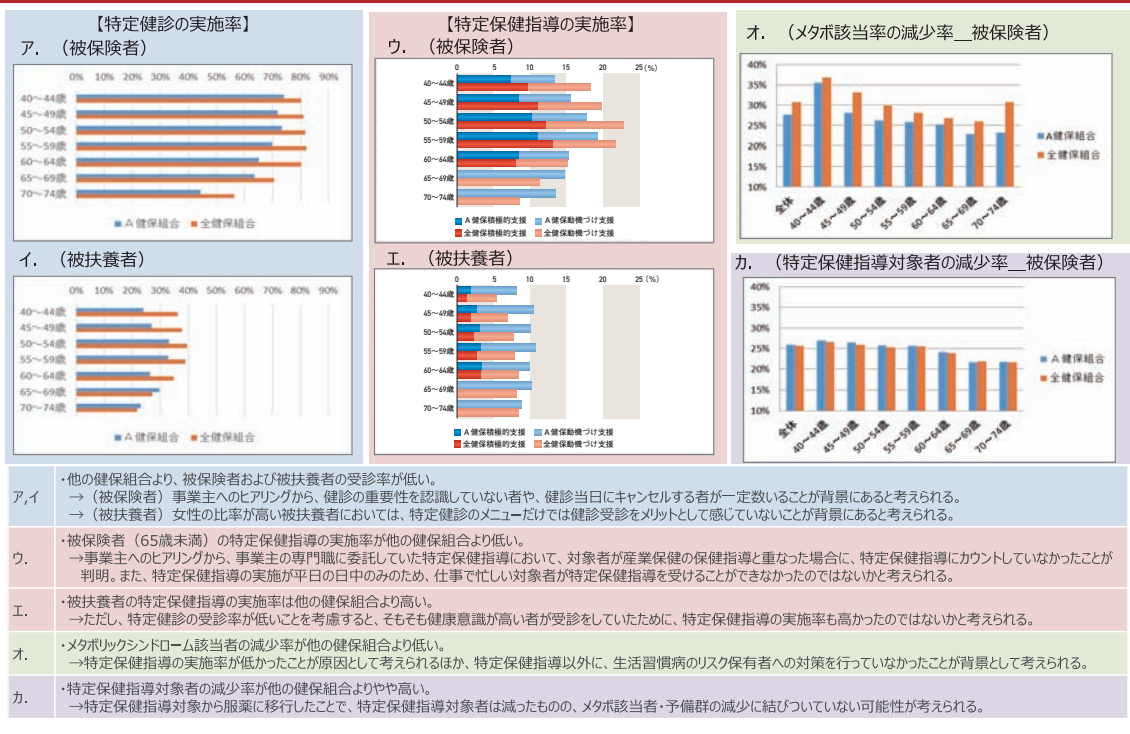 【特定健診の実施率】
ア．（被保険者）
0% 10% 20% 30% 40% 50% 60% 70% 80% 90%
40～44歳
45～49歳
50～54歳
55～59歳
60～64歳
65～69歳
70～74歳
A健保組合 全健保組合
イ．（被扶養者）
0% 10% 20% 30% 40% 50% 60% 70% 80% 90%
40～44歳
45～49歳
50～54歳
55～59歳
60～64歳
65～69歳
70～74歳
A健保組合 全健保組合
【特定保健指導の実施率】
ウ．（被保険者）
0 5 10 15 20 25(%)
40～44歳
45～49歳
50～54歳
55～59歳
60～64歳
65～69歳
70～74歳
A健保積極的支援 A健保動機づけ支援
全健保積極的支援 全健保動機づけ支援
エ．（被扶養者）
0 5 10 15 20 25(%)
40～44歳
45～49歳
50～54歳
55～59歳
60～64歳
65～69歳
70～74歳
A健保積極的支援 A健保動機づけ支援
全健保積極的支援 全健保動機づけ支援
オ．（メタボ該当率の減少率__被保険者）
40%
35%
30%
25%
20%
15%
10%
全体 40～44歳 45～49歳 50～54歳 55～59歳 60～64歳 65～69歳 70～74歳
A健保組合
全健保組合
カ．（特定保健指導対象者の減少率__被保険者）
40%
35%
30%
25%
20%
15%
10%
全体 40～44歳 45～49歳 50～54歳 55～59歳 60～64歳 65～69歳 70～74歳
A健保組合
全健保組合
ア,イ
・他の健保組合より、被保険者および被扶養者の受診率が低い。
→（被保険者）事業主へのヒアリングから、健診の重要性を認識していない者や、健診当日にキャンセルする者が一定数いることが背景にあると考えられる。
→（被扶養者）女性の比率が高い被扶養者においては、特定健診のメニューだけでは健診受診をメリットとして感じていないことが背景にあると考えられる。
ウ．
・被保険者（65歳未満）の特定保健指導の実施率が他の健保組合より低い。
→事業主へのヒアリングから、事業主の専門職に委託していた特定保健指導において、対象者が産業保健の保健指導と重なった場合に、特定保健指導にカウントしていなかったことが
判明。また、特定保健指導の実施が平日の日中のみのため、仕事で忙しい対象者が特定保健指導を受けることができなかったのではないかと考えられる。
エ．
・被扶養者の特定保健指導の実施率は他の健保組合より高い。
→ただし、特定健診の受診率が低いことを考慮すると、そもそも健康意識が高い者が受診をしていたために、特定保健指導の実施率も高かったのではないかと考えられる。
オ．
・メタボリックシンドローム該当者の減少率が他の健保組合より低い。
→特定保健指導の実施率が低かったことが原因として考えられるほか、特定保健指導以外に、生活習慣病のリスク保有者への対策を行っていなかったことが背景として考えられる。
カ．
・特定保健指導対象者の減少率が他の健保組合よりやや高い。
→特定保健指導対象から服薬に移行したことで、特定保健指導対象者は減ったものの、メタボ該当者・予備群の減少に結びついていない可能性が考えられる。